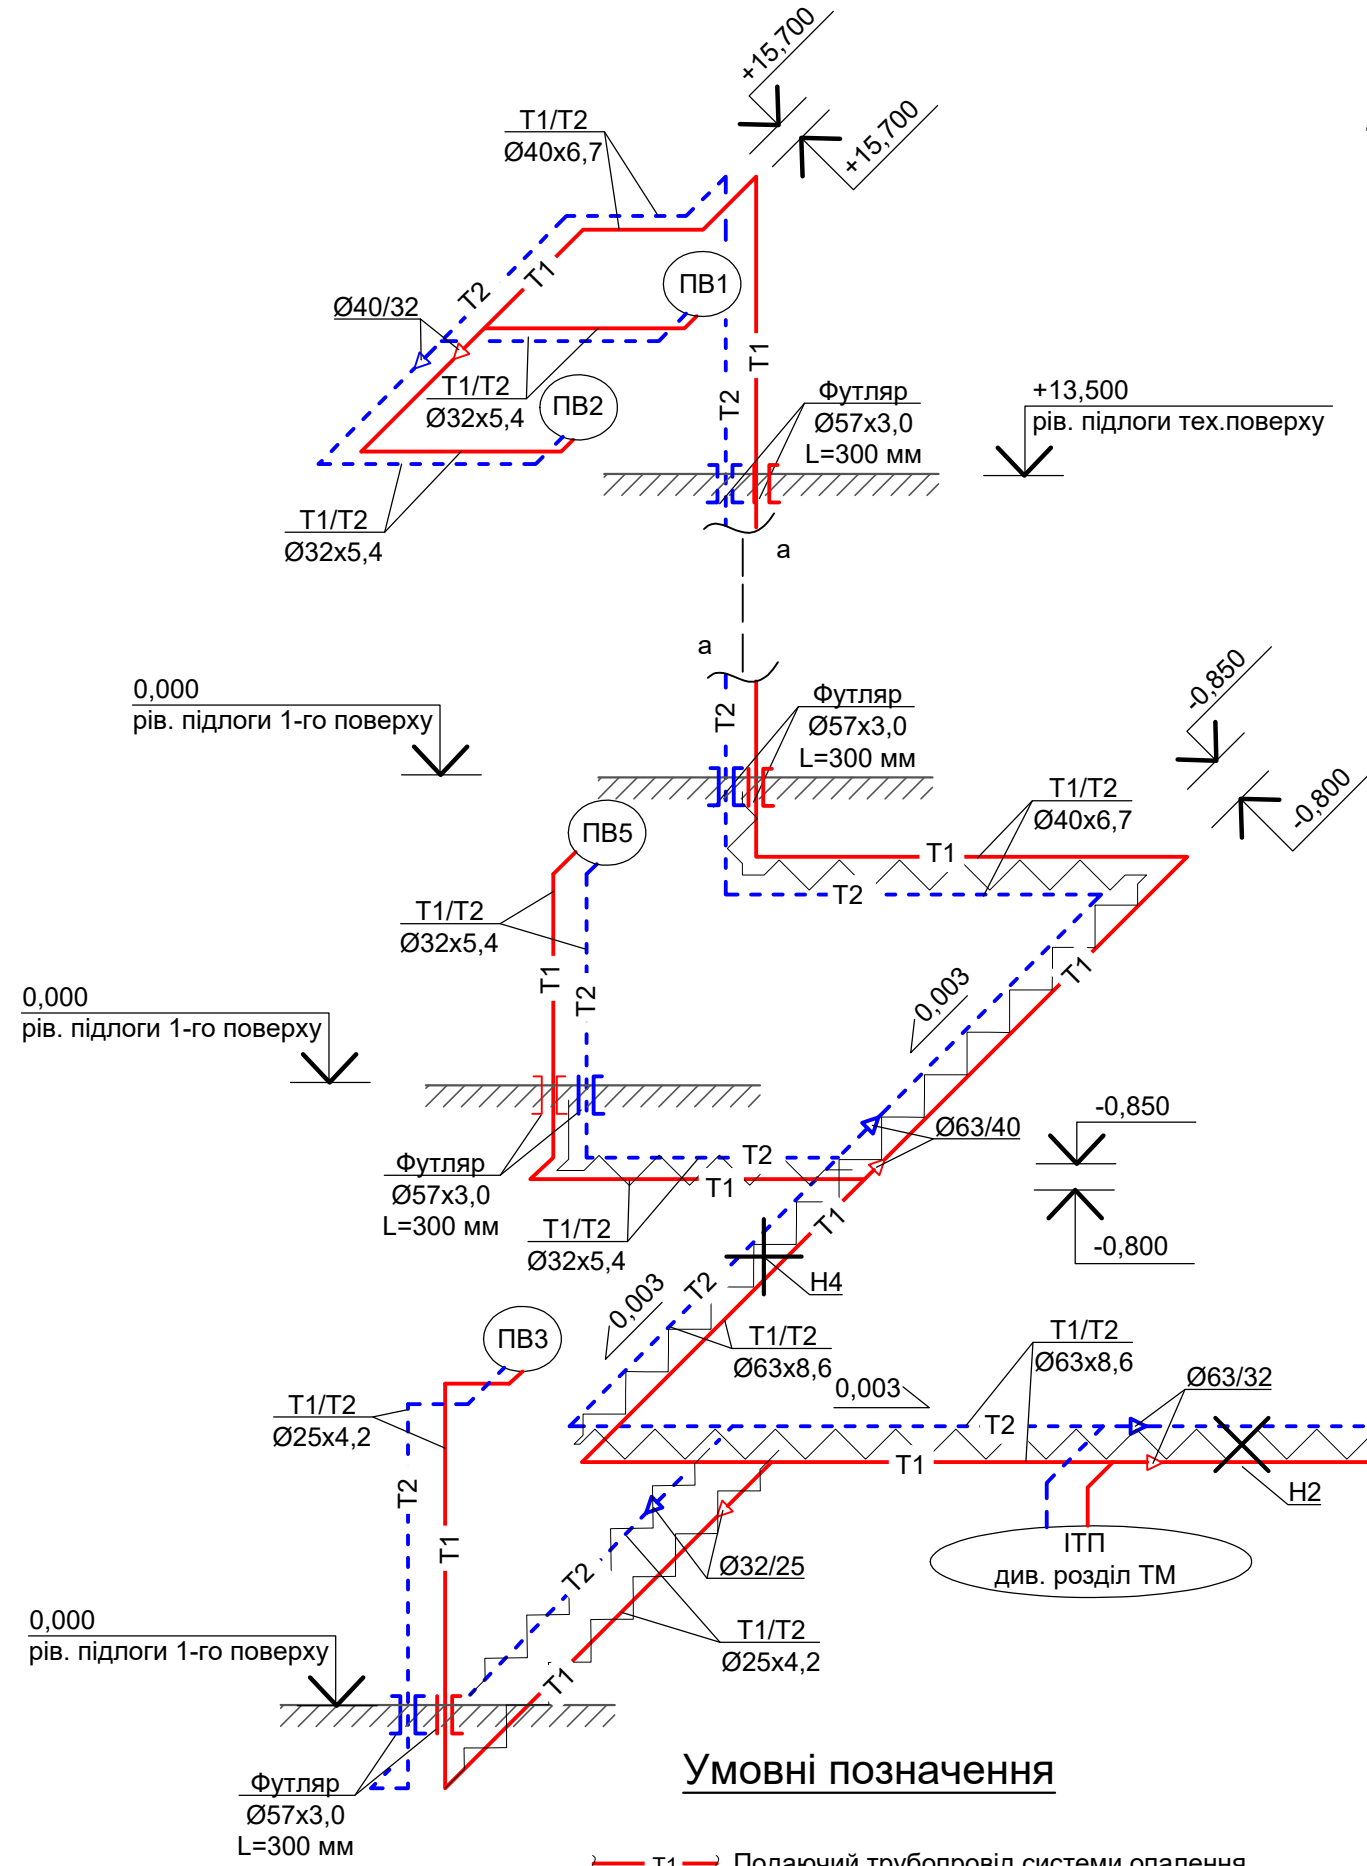 +15,700
+15,700
Т1/Т2
Ø40х6,7
ПВ1
Т1
Т2
Ø40/32
Т1
Т1/Т2
Ø32х5,4
ПВ2
Т2
Футляр
Ø57х3,0
L=300 мм
+13,500
рів. підлоги тех.поверху
Т1/Т2
Ø32х5,4
а
а
0,000
рів. підлоги 1-го поверху
Т2
Футляр
Ø57х3,0
L=300 мм
-0,850
-0,800
Т1/Т2
Ø40х6,7
ПВ5
Т1
Т2
Т1/Т2
Ø32х5,4
Т1
Т2
Т1
0,003
0,000
рів. підлоги 1-го поверху
-0,850
Ø63/40
Футляр
Ø57х3,0
L=300 мм
Т2
Т1
Т1/Т2
Ø32х5,4
Т1
-0,800
Н4
Т2
0,003
ПВ3
Т1/Т2
Ø63х8,6
Т1/Т2
Ø63х8,6
0,003
Ø63/32
Т1/Т2
Ø25х4,2
Т2
Т1
Н2
Т2
Т1
ІТП
див. розділ ТМ
Ø32/25
Т2
Т1/Т2
Ø25х4,2
Т1
0,000
рів. підлоги 1-го поверху
Футляр
Ø57х3,0
L=300 мм
Умовні позначення
Т1 Подаючий трубопровід системи опалення